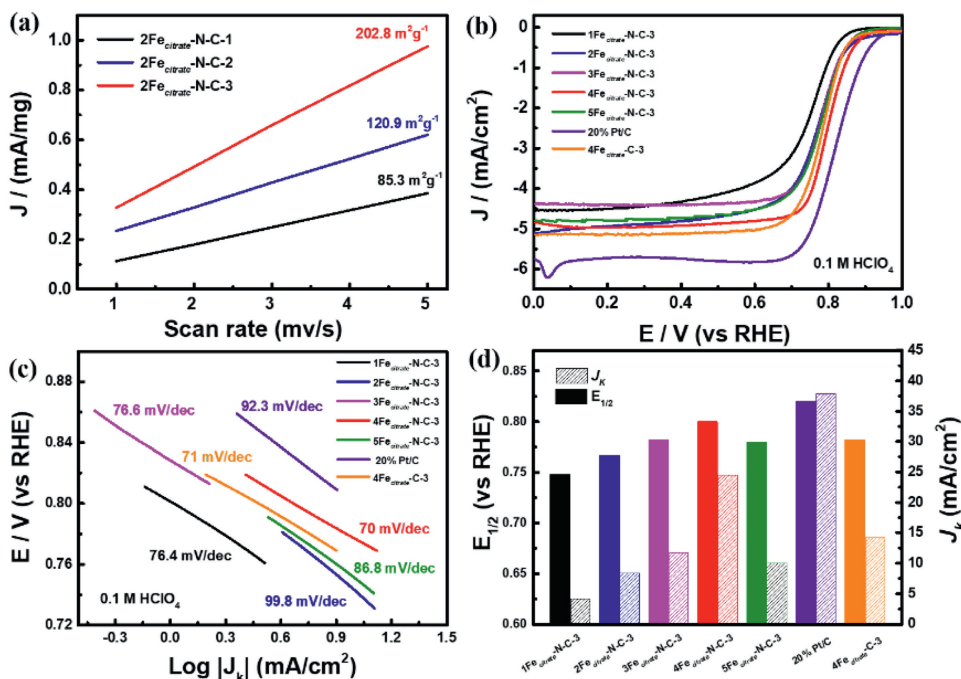 (a)
J / (mA/mg)
1.0
0.8
0.6
0.4
0.2
0.0
2Fecitrate-N-C-1
2Fecitrate-N-C-2
2Fecitrate-N-C-3
202.8 m²g⁻¹
120.9 m²g⁻¹
85.3 m²g⁻¹
1 2 3 4 5
Scan rate (mv/s)
(b)
J / (mA/cm²)
0
-1
-2
-3
-4
-5
-6
1Fecitrate-N-C-3
2Fecitrate-N-C-3
3Fecitrate-N-C-3
4Fecitrate-N-C-3
5Fecitrate-N-C-3
20% Pt/C
4Fecitrate-C-3
0.1 M HClO₄
0.0 0.2 0.4 0.6 0.8 1.0
E / V (vs RHE)
(c)
E / V (vs RHE)
0.88
0.84
0.80
0.76
0.72
1Fecitrate-N-C-3
2Fecitrate-N-C-3
3Fecitrate-N-C-3
4Fecitrate-N-C-3
5Fecitrate-N-C-3
20% Pt/C
4Fecitrate-C-3
76.6 mV/dec
92.3 mV/dec
71 mV/dec
70 mV/dec
76.4 mV/dec
86.8 mV/dec
99.8 mV/dec
0.1 M HClO₄
-0.3 0.0 0.3 0.6 0.9 1.2 1.5
Log |Jk| (mA/cm²)
(d)
E1/2 (vs RHE)
0.85
0.80
0.75
0.70
0.65
0.60
JK
E1/2
45
40
35
30
25
20
15
10
5
0
Jk (mA/cm²)
1Fecitrate-N-C-3
2Fecitrate-N-C-3
3Fecitrate-N-C-3
4Fecitrate-N-C-3
5Fecitrate-N-C-3
20% Pt/C
4Fecitrate-C-3